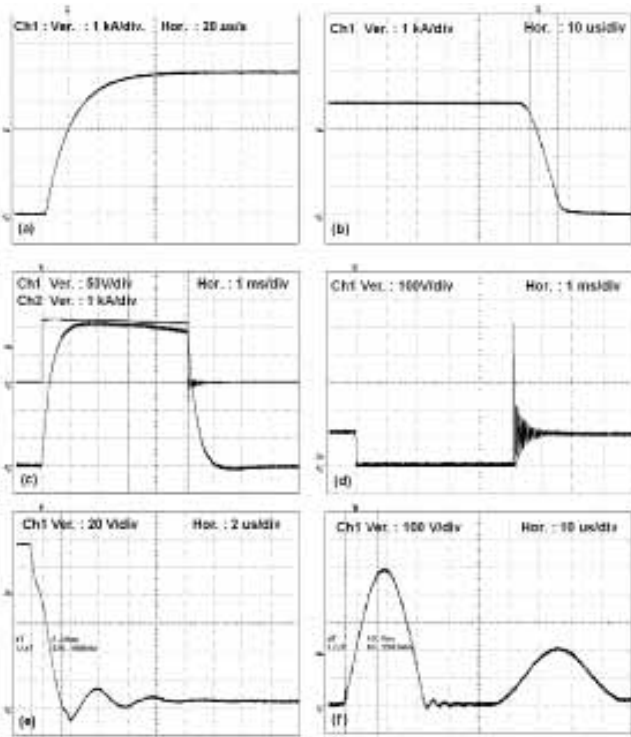 Ch1 : Ver. : 1 kA/div. Hor. : 20 us/s
(a)
Ch1 Ver. : 1 kA/div Hor. : 10 us/div
(b)
Ch1 Ver. : 50V/div Hor. : 1 ms/div
Ch2 Ver. : 1 kA/div
(c)
Ch1 Ver. : 100V/div Hor. : 1 ms/div
(d)
Ch1 Ver. : 20 V/div Hor. : 2 us/div
(e)
Ch1 Ver. : 100 V/div Hor. : 10 us/div
(f)